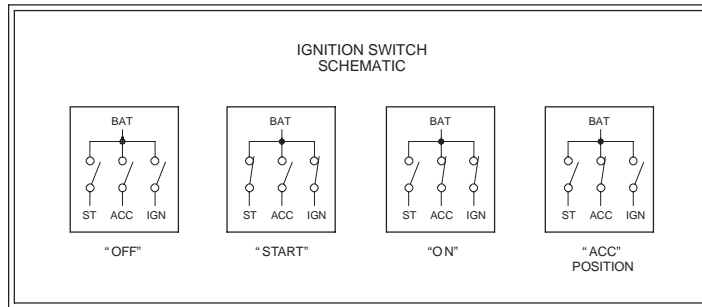 IGNITION SWITCH
SCHEMATIC
BAT BAT BAT BAT
ST ACC IGN ST ACC IGN ST ACC IGN ST ACC IGN
"OFF" "START" "ON" "ACC"
POSITION